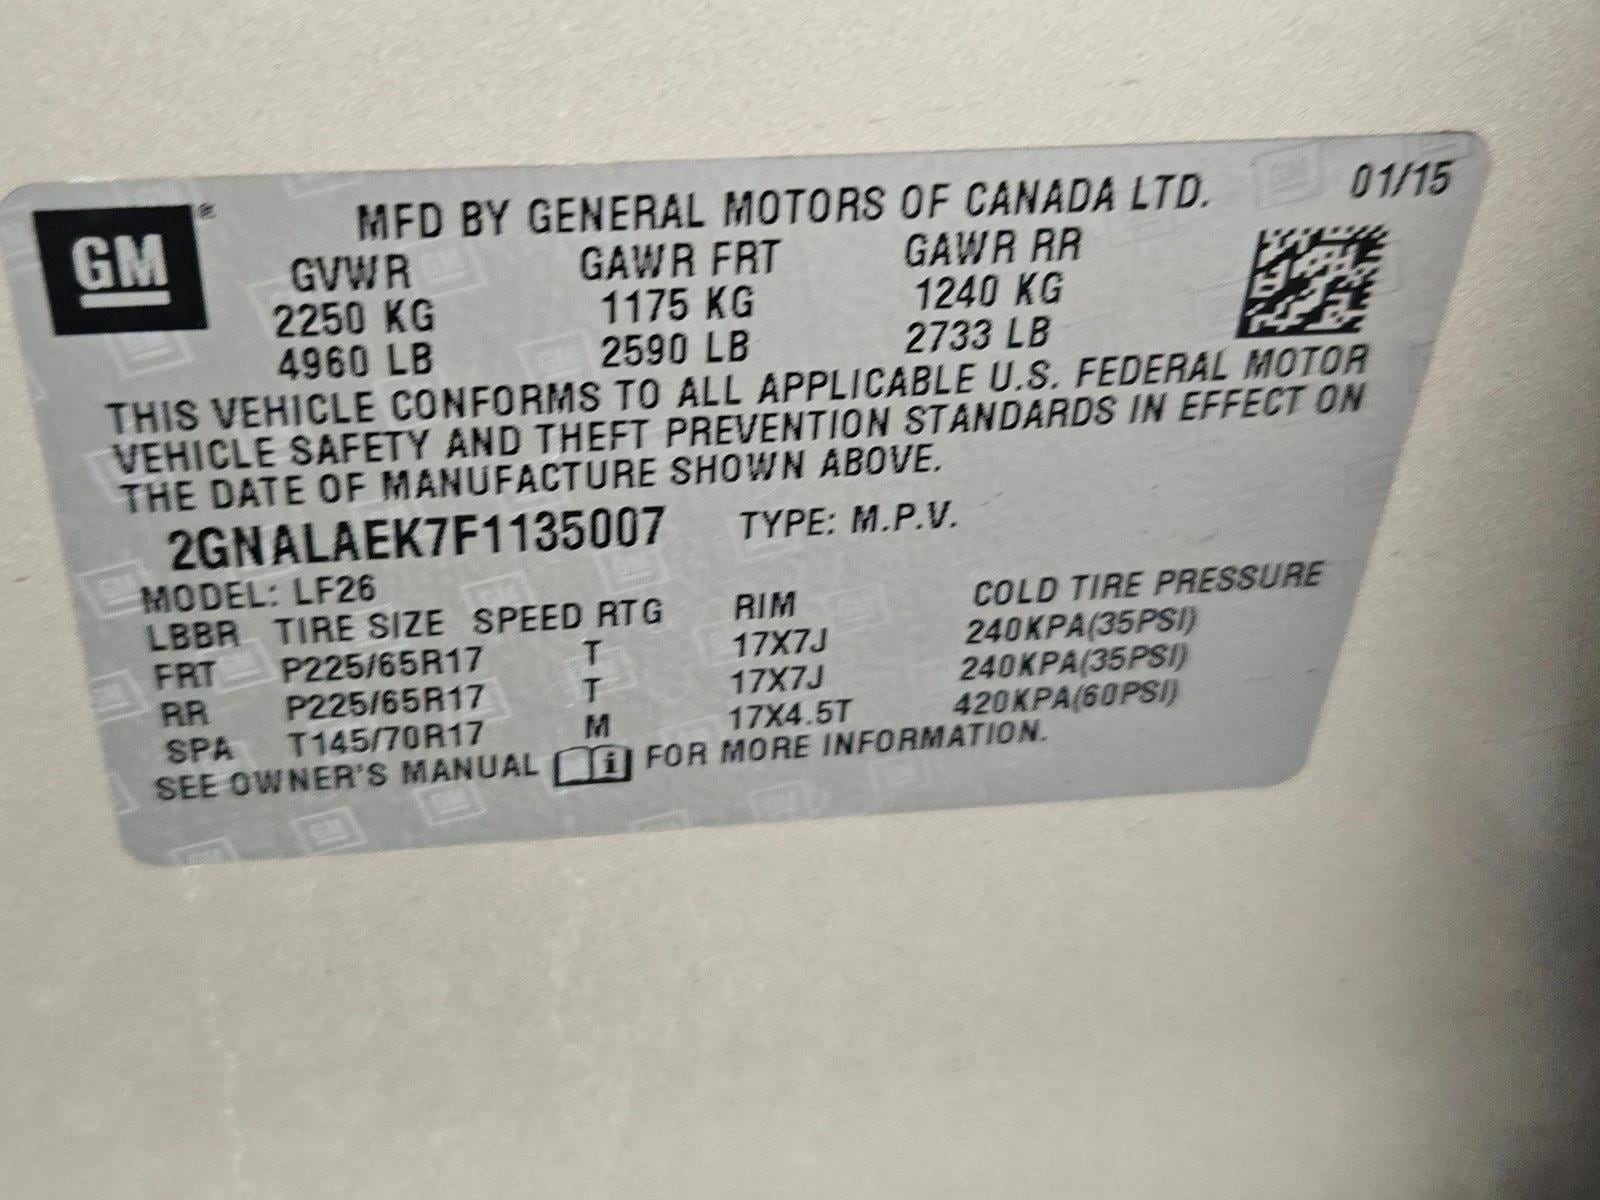 GM ®
MFD BY GENERAL MOTORS OF CANADA LTD. 01/15
GVWR GAWR FRT GAWR RR
2250 KG 1175 KG 1240 KG
4960 LB 2590 LB 2733 LB
THIS VEHICLE CONFORMS TO ALL APPLICABLE U.S. FEDERAL MOTOR
VEHICLE SAFETY AND THEFT PREVENTION STANDARDS IN EFFECT ON
THE DATE OF MANUFACTURE SHOWN ABOVE.
2GNALAEK7F1135007 TYPE: M.P.V.
MODEL: LF26
LBBR TIRE SIZE SPEED RTG RIM COLD TIRE PRESSURE
FRT P225/65R17 T 17X7J 240KPA(35PSI)
RR P225/65R17 T 17X7J 240KPA(35PSI)
SPA T145/70R17 M 17X4.5T 420KPA(60PSI)
SEE OWNER'S MANUAL i FOR MORE INFORMATION.